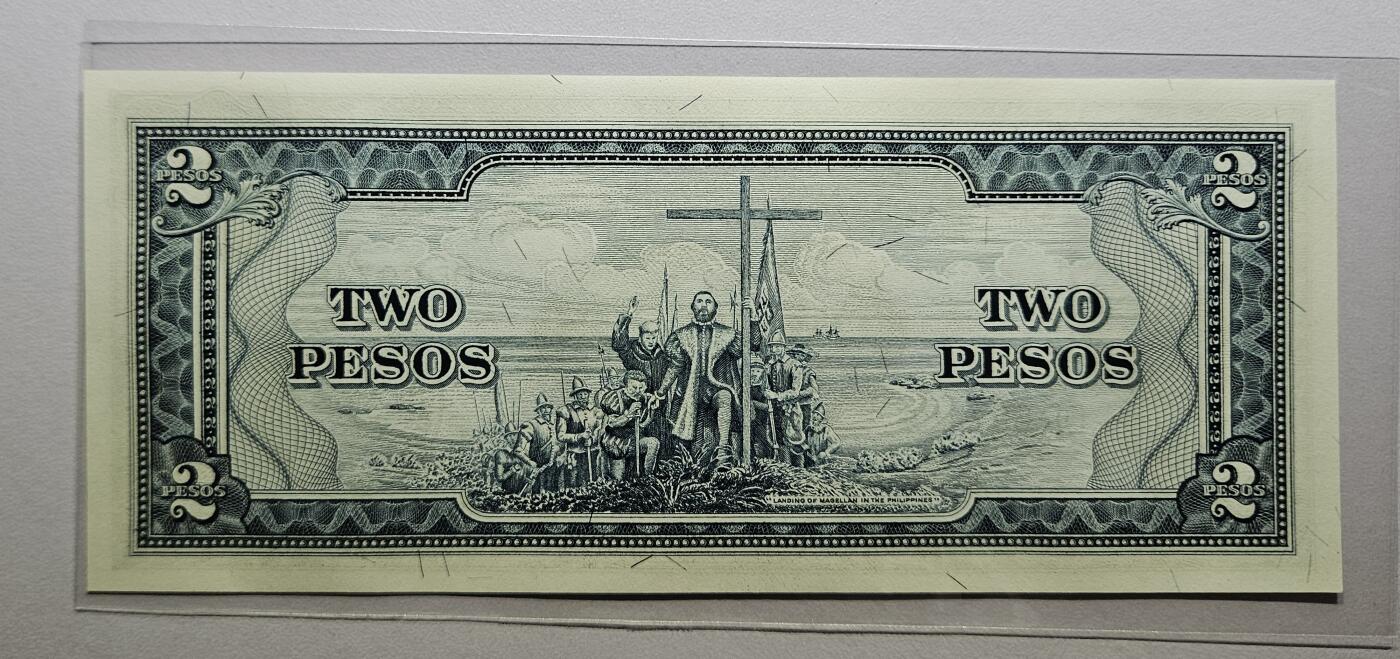 2
PESOS
2
PESOS
TWO
PESOS
TWO
PESOS
2
PESOS
2
PESOS
"LANDING OF MAGELLAN IN THE PHILIPPINES"